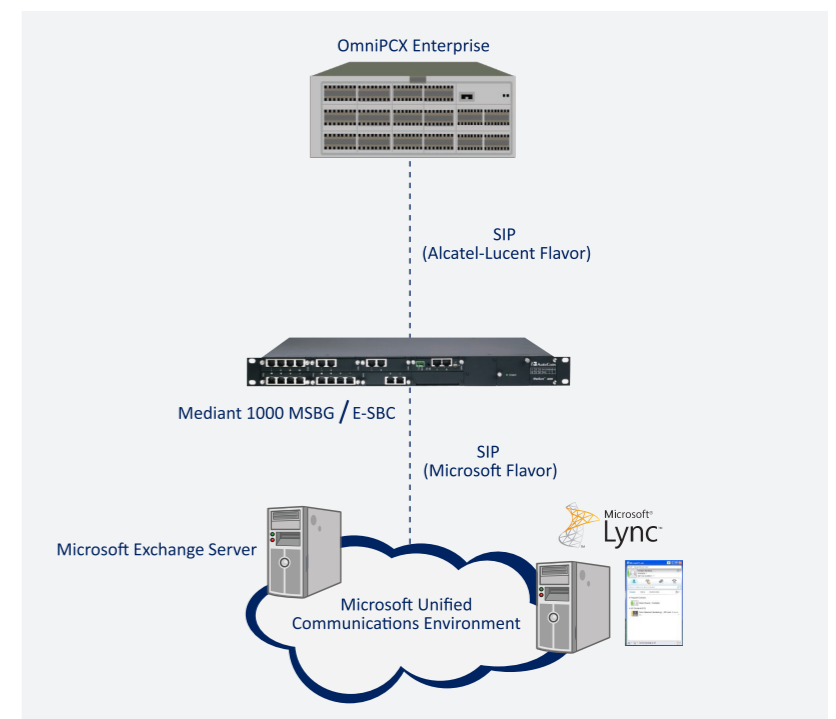 OmniPCX Enterprise
SIP
(Alcatel-Lucent Flavor)
Mediant 1000 MSBG / E-SBC
SIP
(Microsoft Flavor)
Microsoft®
Lync™
Microsoft Exchange Server
Microsoft Unified
Communications Environment